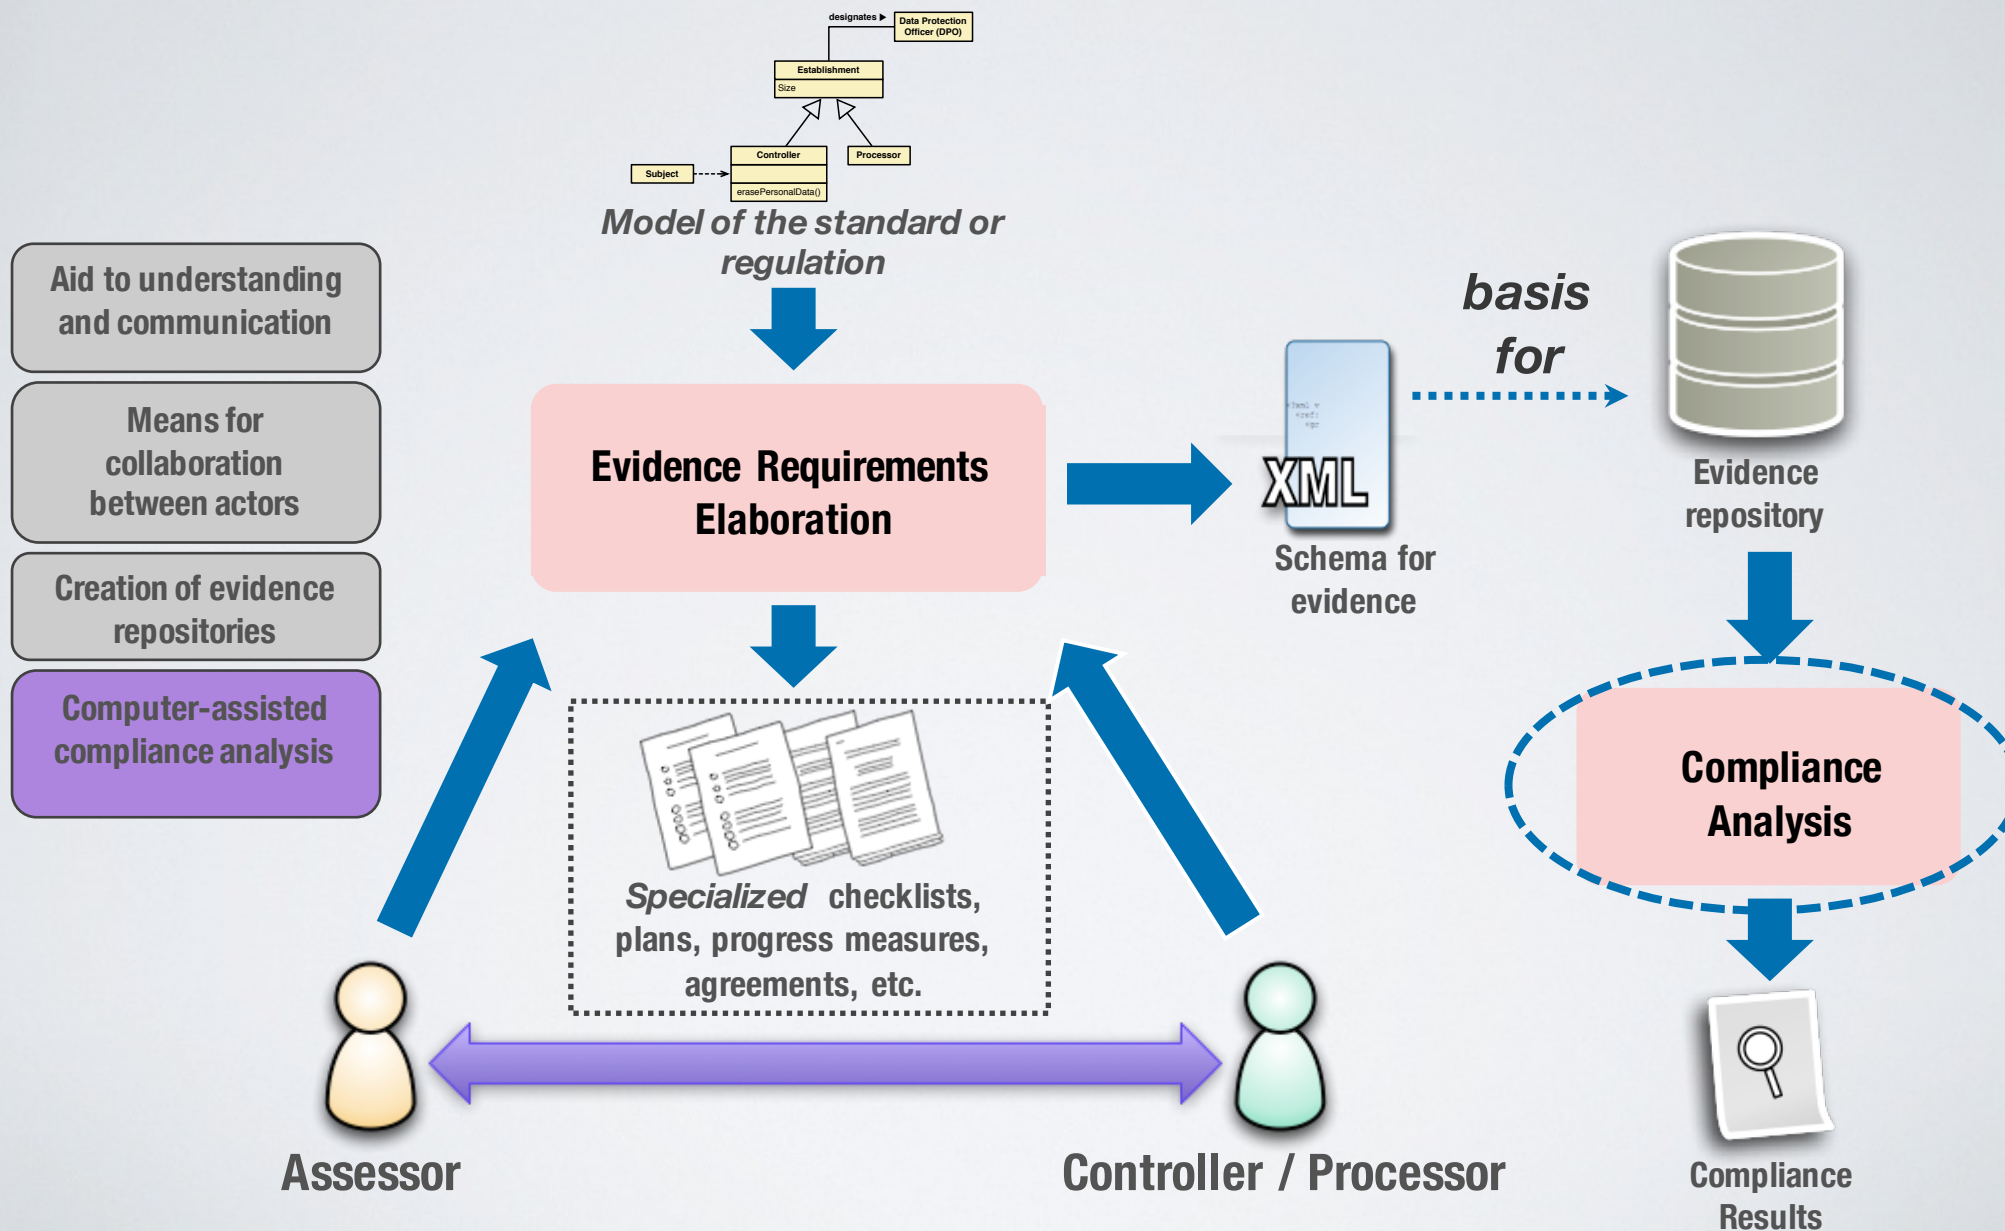 designates ▶
Data Protection
Officer (DPO)
Establishment
Size
Controller
Processor
Subject
erasePersonalData()
Model of the standard or
regulation
Aid to understanding
and communication
Means for
collaboration
between actors
Creation of evidence
repositories
Computer-assisted
compliance analysis
Evidence Requirements
Elaboration
XML
Schema for
evidence
basis
for
Evidence
repository
Specialized checklists,
plans, progress measures,
agreements, etc.
Compliance
Analysis
Assessor
Controller / Processor
Compliance
Results